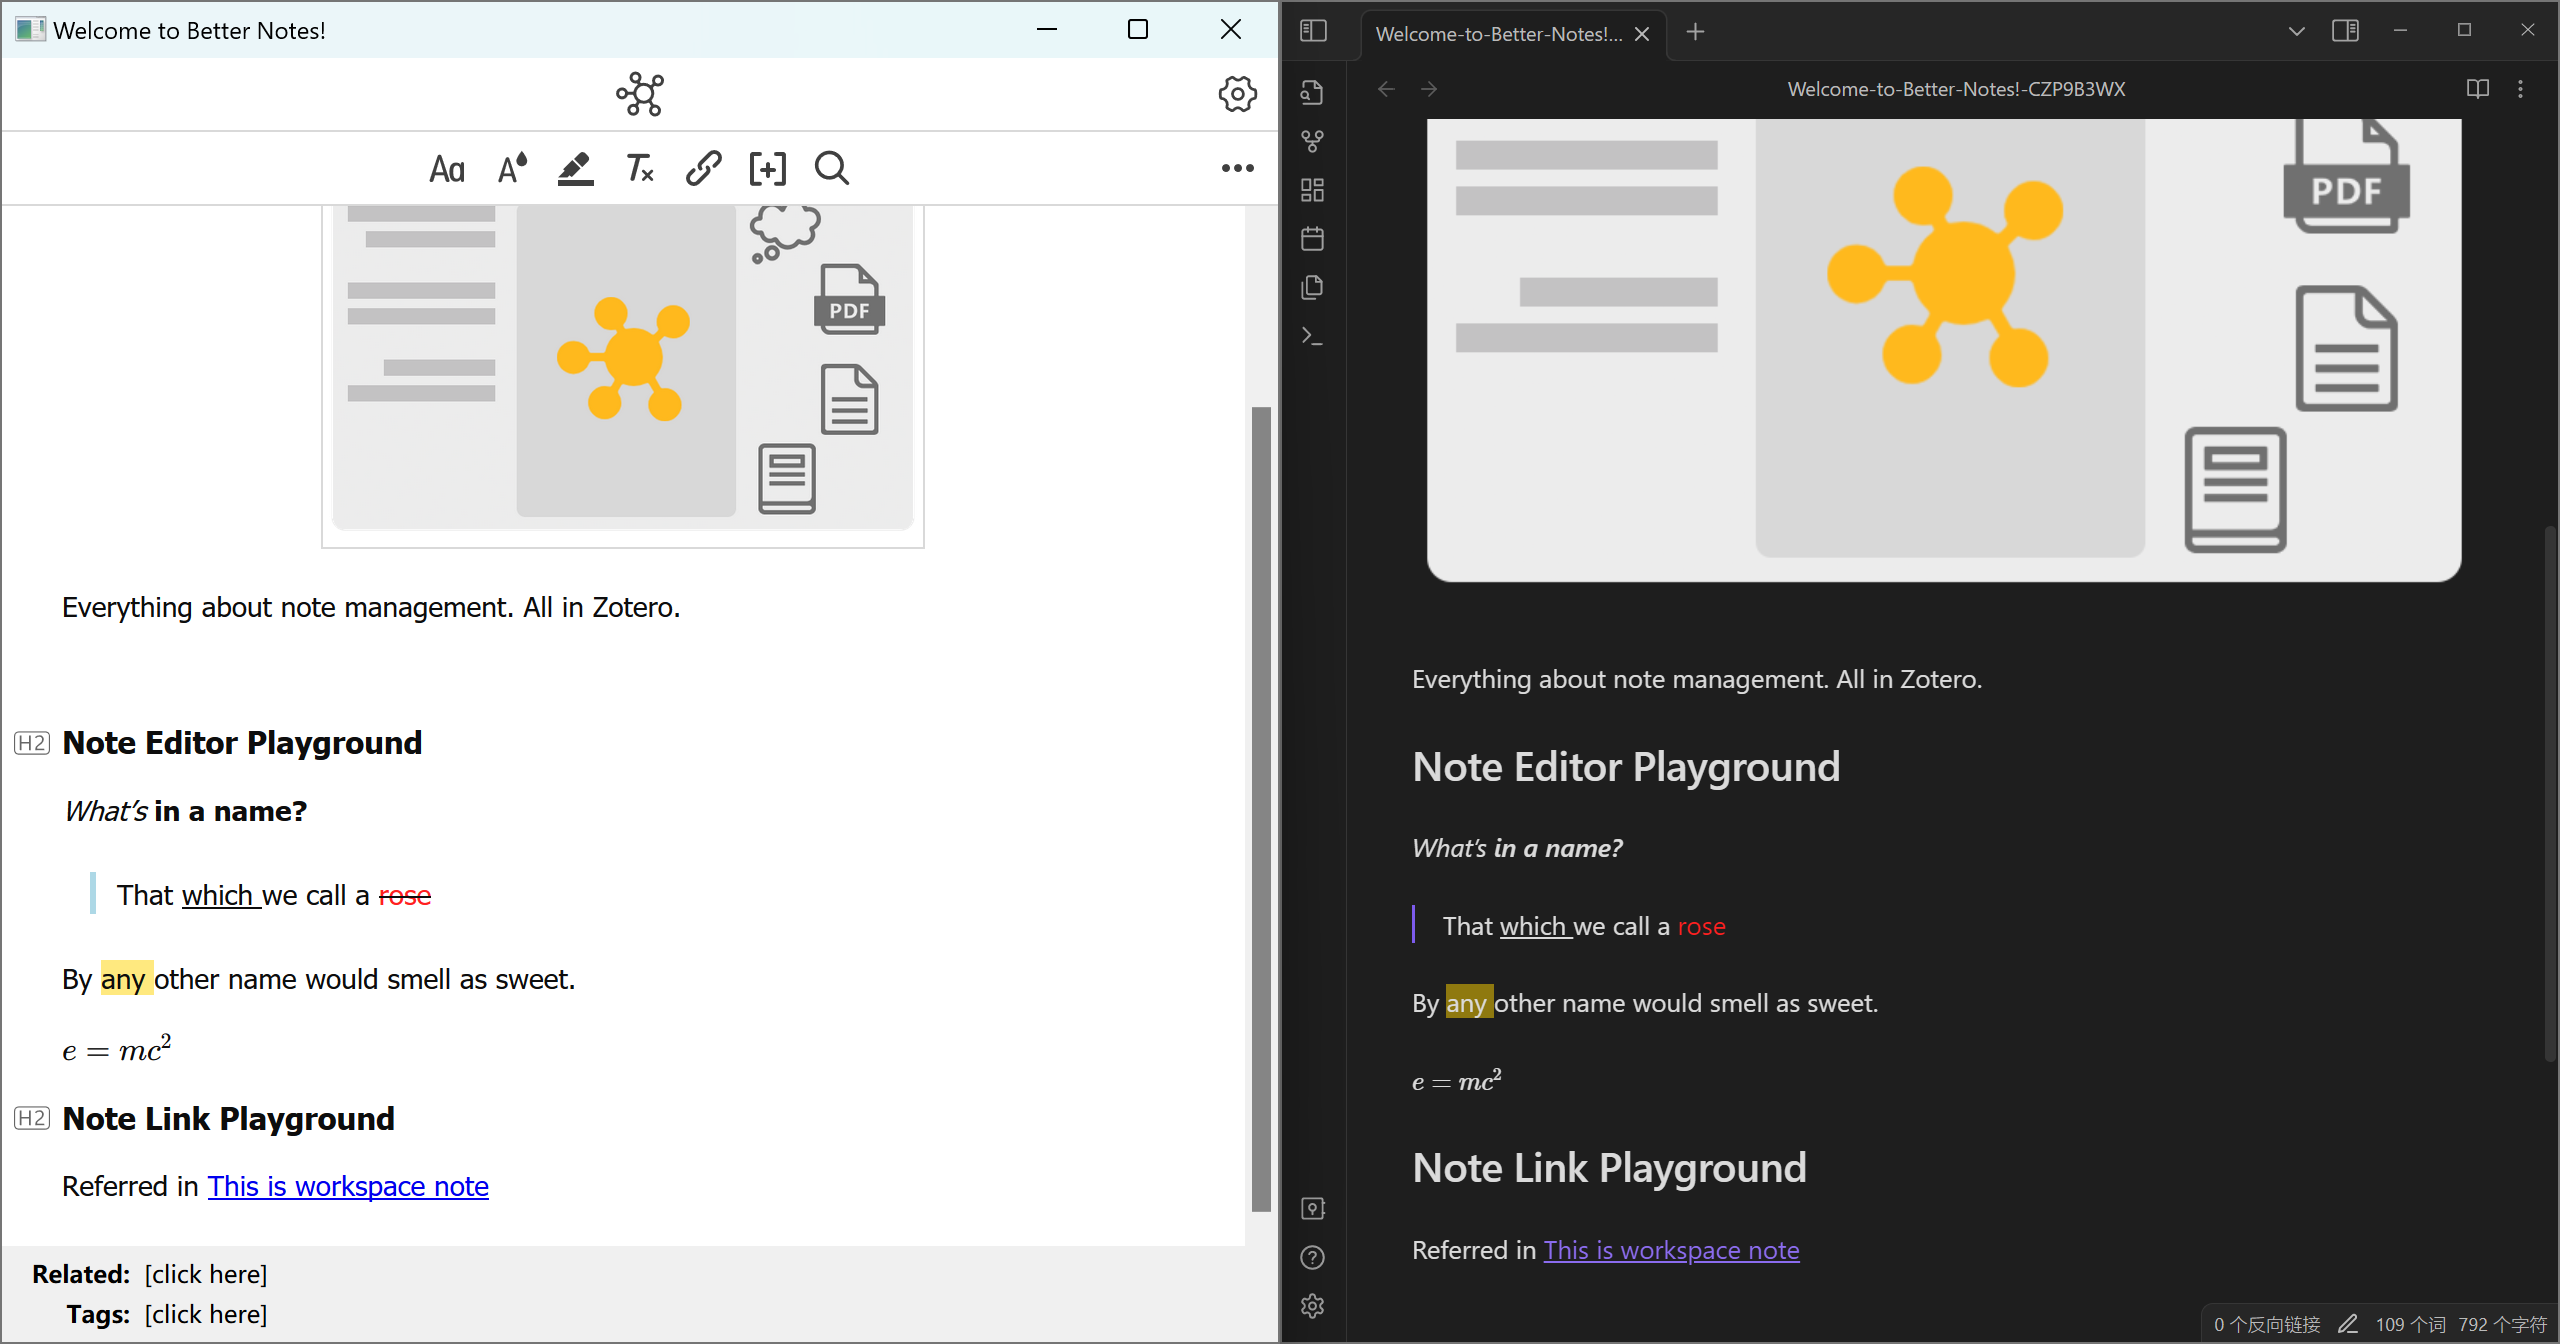 Welcome to Better Notes!
Aa
PDF
Everything about note management. All in Zotero.
H2 Note Editor Playground
What's in a name?
That which we call a rose
By any other name would smell as sweet.
e = mc²
H2 Note Link Playground
Referred in This is workspace note
Related: [click here]
Tags: [click here]
Welcome-to-Better-Notes!...
Welcome-to-Better-Notes!-CZP9B3WX
PDF
Everything about note management. All in Zotero.
Note Editor Playground
What's in a name?
That which we call a rose
By any other name would smell as sweet.
e = mc²
Note Link Playground
Referred in This is workspace note
0 个反向链接 109 个词 792 个字符